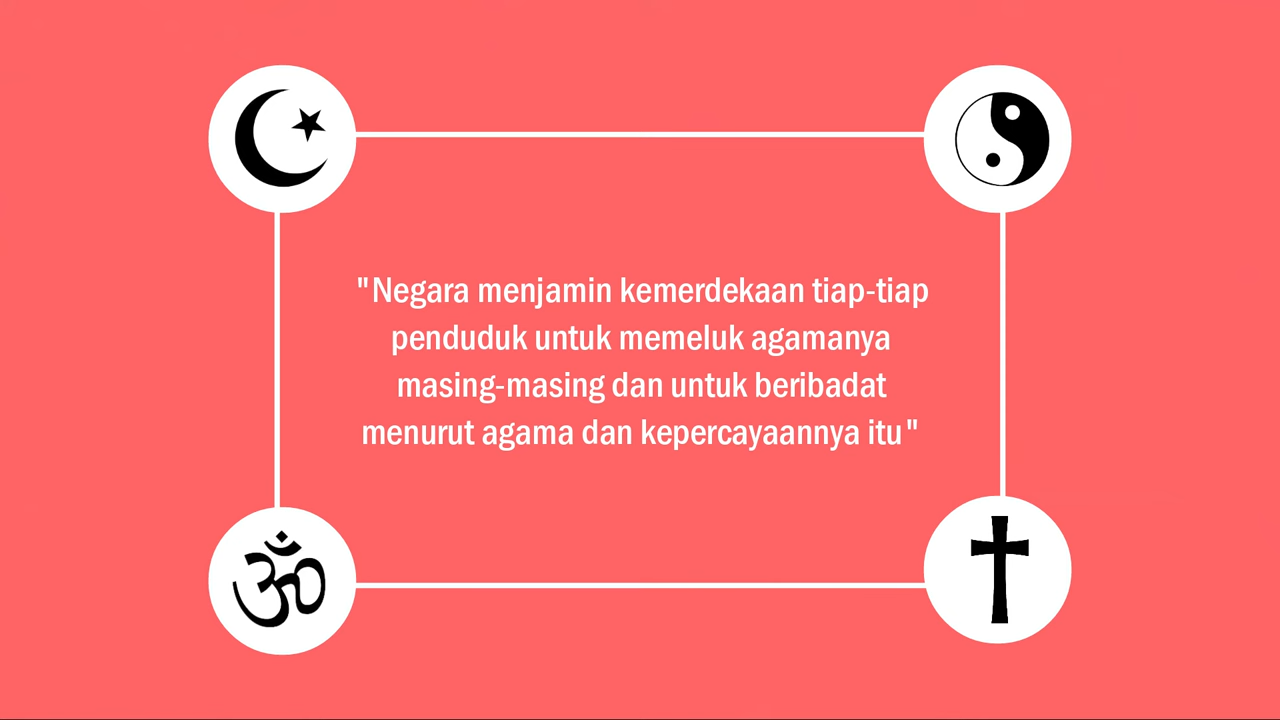 "Negara menjamin kemerdekaan tiap-tiap
penduduk untuk memeluk agamanya
masing-masing dan untuk beribadat
menurut agama dan kepercayaannya itu"